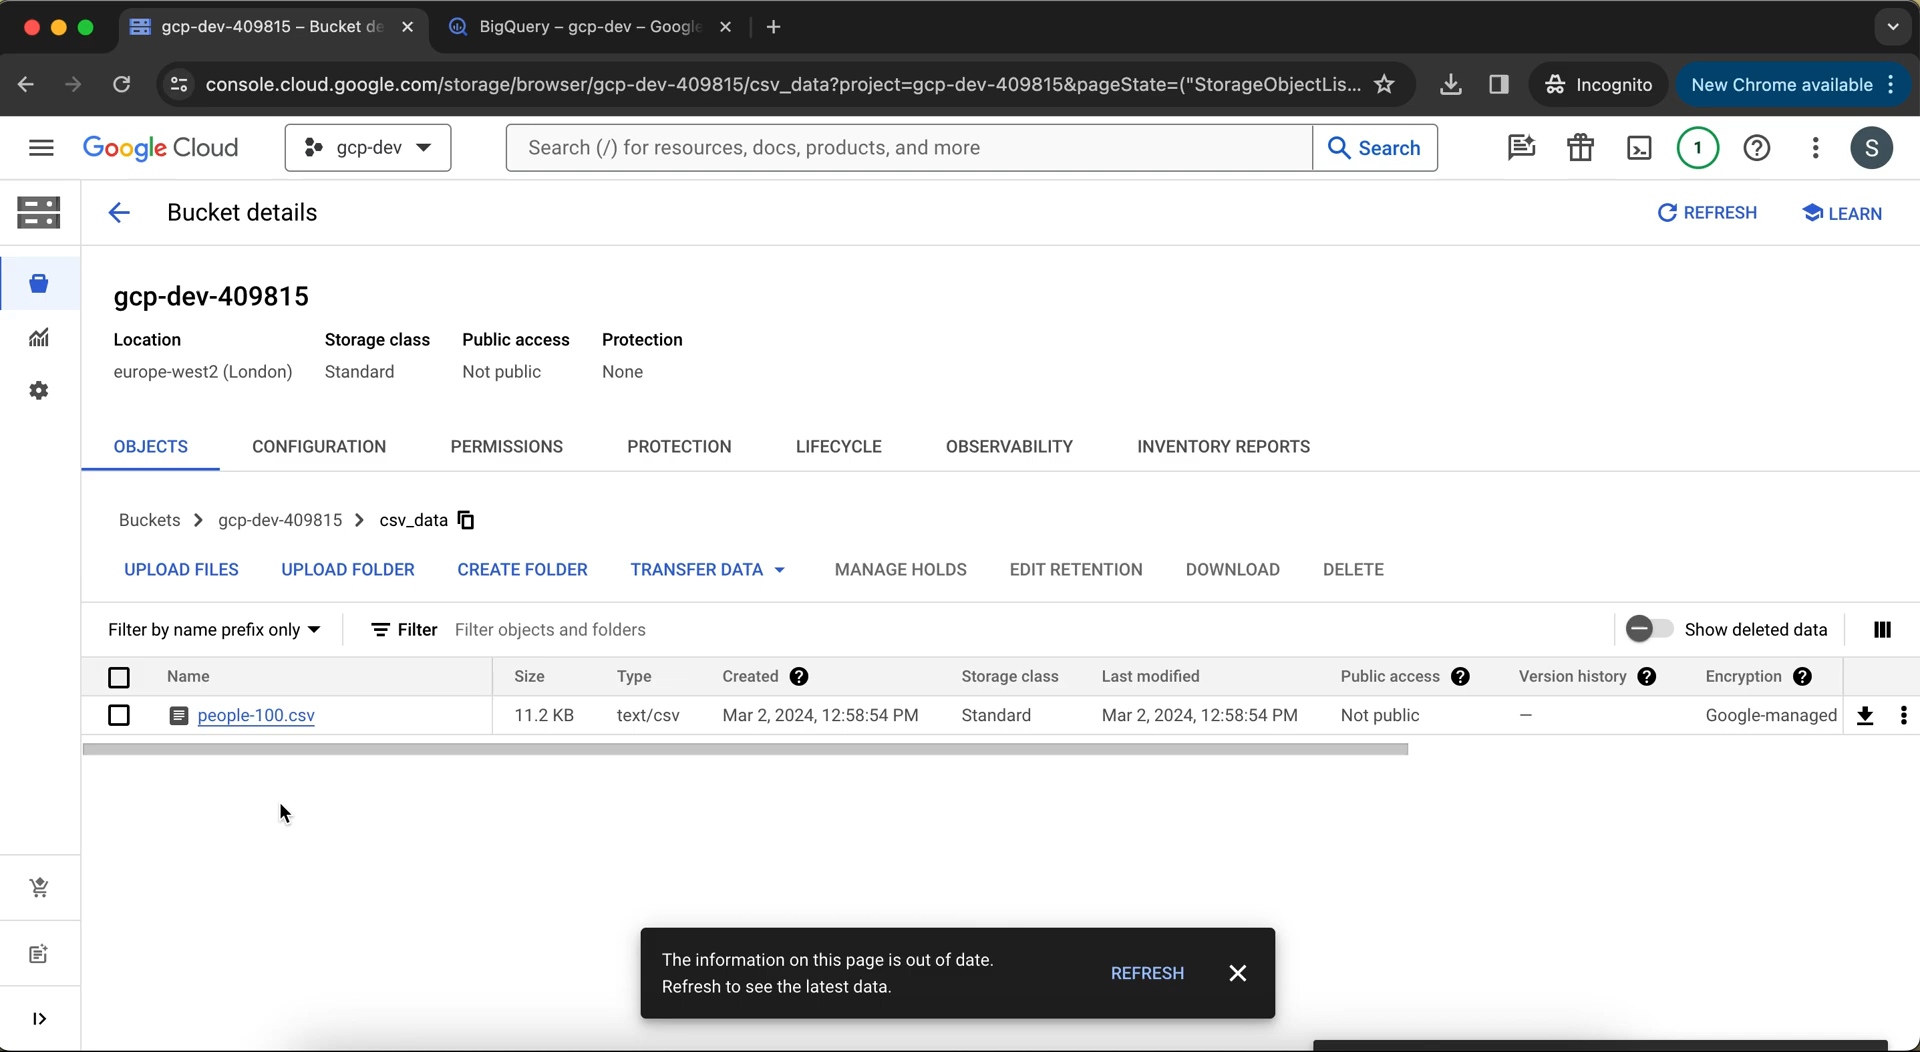 gcp-dev-409815 – Bucket de
BigQuery – gcp-dev – Google
console.cloud.google.com/storage/browser/gcp-dev-409815/csv_data?project=gcp-dev-409815&pageState=("StorageObjectLis...
Incognito
New Chrome available
Google Cloud
gcp-dev
Search (/) for resources, docs, products, and more
Search
1
S
Bucket details
REFRESH
LEARN
gcp-dev-409815
Location Storage class Public access Protection
europe-west2 (London) Standard Not public None
OBJECTS CONFIGURATION PERMISSIONS PROTECTION LIFECYCLE OBSERVABILITY INVENTORY REPORTS
Buckets > gcp-dev-409815 > csv_data
UPLOAD FILES UPLOAD FOLDER CREATE FOLDER TRANSFER DATA MANAGE HOLDS EDIT RETENTION DOWNLOAD DELETE
Filter by name prefix only Filter Filter objects and folders Show deleted data
Name Size Type Created Storage class Last modified Public access Version history Encryption
people-100.csv 11.2 KB text/csv Mar 2, 2024, 12:58:54 PM Standard Mar 2, 2024, 12:58:54 PM Not public — Google-managed
The information on this page is out of date.
Refresh to see the latest data.
REFRESH